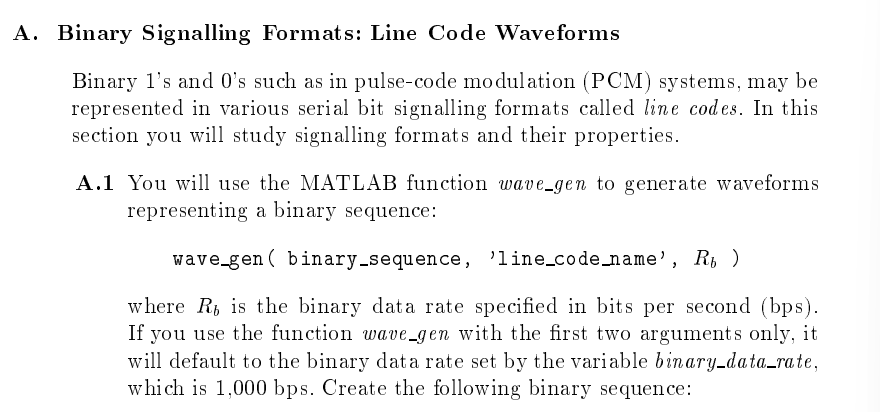 A. Binary Signalling Formats: Line Code Waveforms
Binary 1's and 0's such as in pulse-code modulation (PCM) systems, may be
represented in various serial bit signalling formats called line codes. In this
section you will study signalling formats and their properties.
A.1 You will use the MATLAB function wave_gen to generate waveforms
representing a binary sequence:
wave_gen( binary_sequence, 'line_code_name', R_b )
where R_b is the binary data rate specified in bits per second (bps).
If you use the function wave_gen with the first two arguments only, it
will default to the binary data rate set by the variable binary_data_rate,
which is 1,000 bps. Create the following binary sequence: